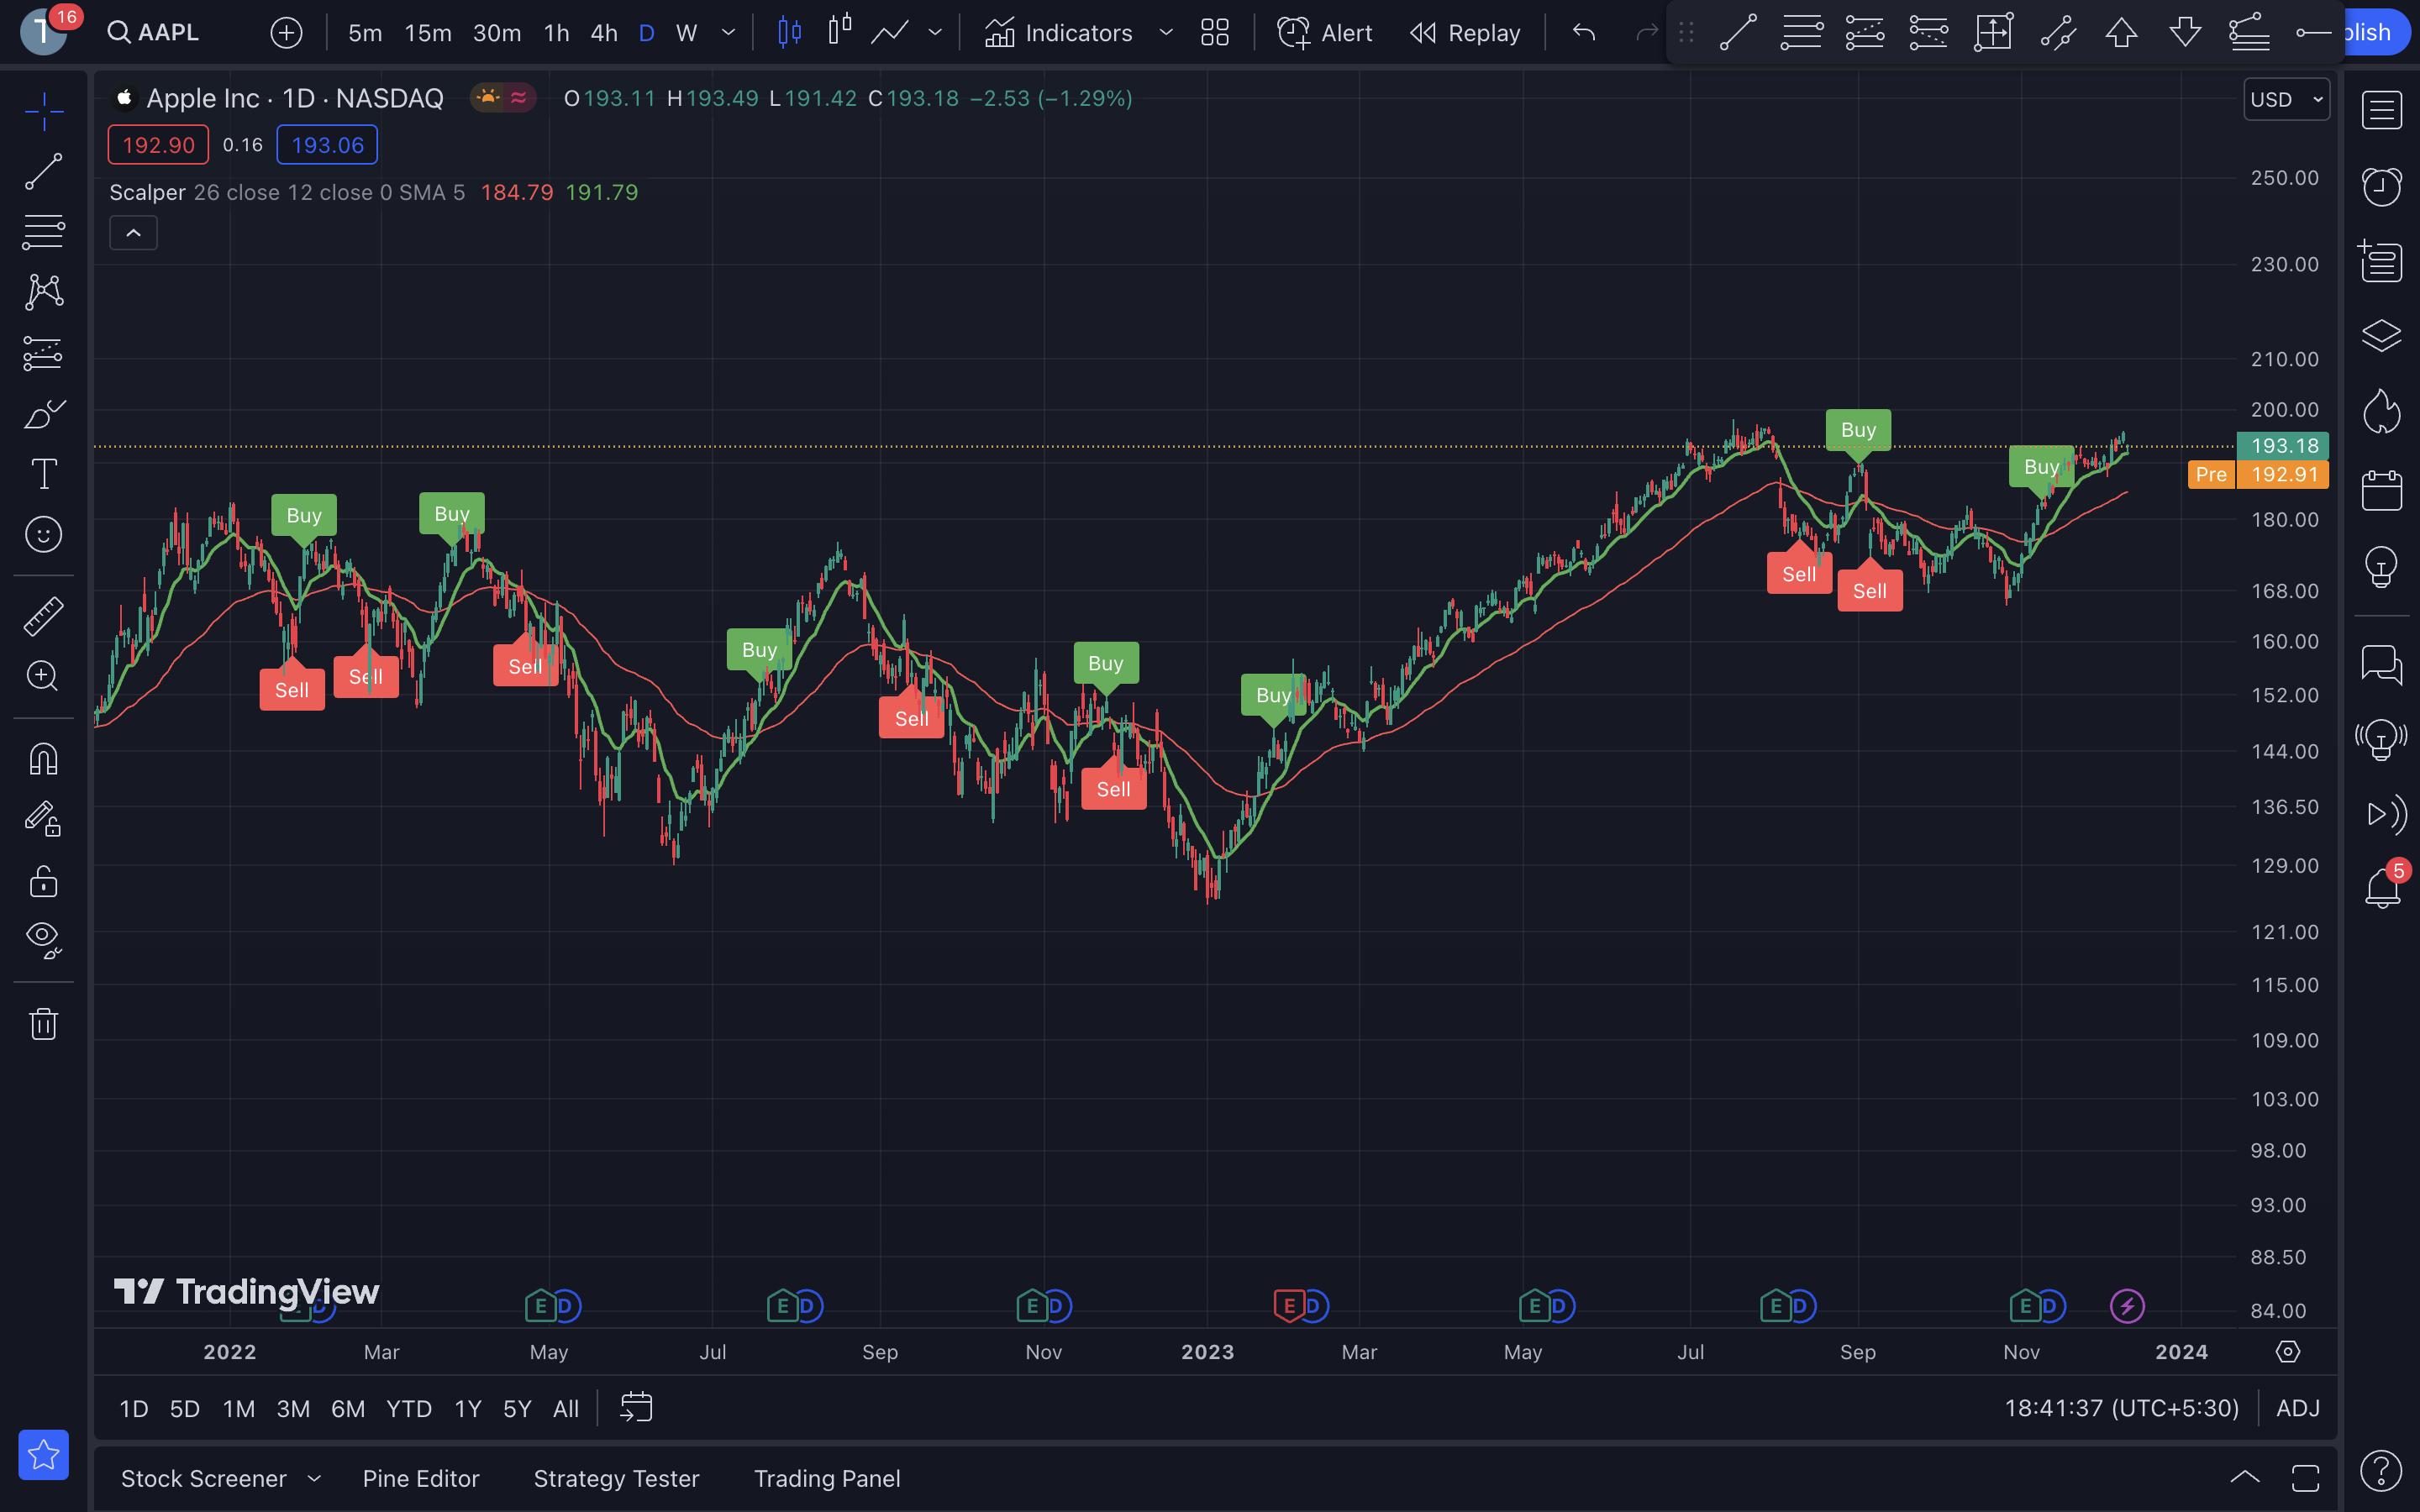 T 16 AAPL 5m 15m 30m 1h 4h D W Indicators Alert Replay blish
Apple Inc · 1D · NASDAQ O193.11 H193.49 L191.42 C193.18 −2.53 (−1.29%) USD
192.90 0.16 193.06
Scalper 26 close 12 close 0 SMA 5 184.79 191.79
250.00
230.00
210.00
200.00
193.18
Pre 192.91
180.00
168.00
160.00
152.00
144.00
136.50
129.00
121.00
115.00
109.00
103.00
98.00
93.00
88.50
84.00
Buy
Sell
Sell
Buy
Sell
Buy
Sell
Buy
Sell
Buy
Sell
Buy
Sell
Buy
5
TradingView
E D E D E D E D E D E D E D E D
2022 Mar May Jul Sep Nov 2023 Mar May Jul Sep Nov 2024
1D 5D 1M 3M 6M YTD 1Y 5Y All 18:41:37 (UTC+5:30) ADJ
Stock Screener Pine Editor Strategy Tester Trading Panel